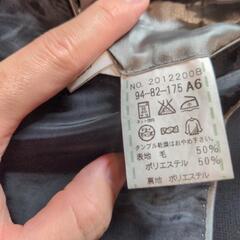 NO. 2012200B
94-82-175 A6
タンブル乾燥はおやめ下さい。
表地 毛 50%
ポリエステル 50%
裏地 ポリエステル